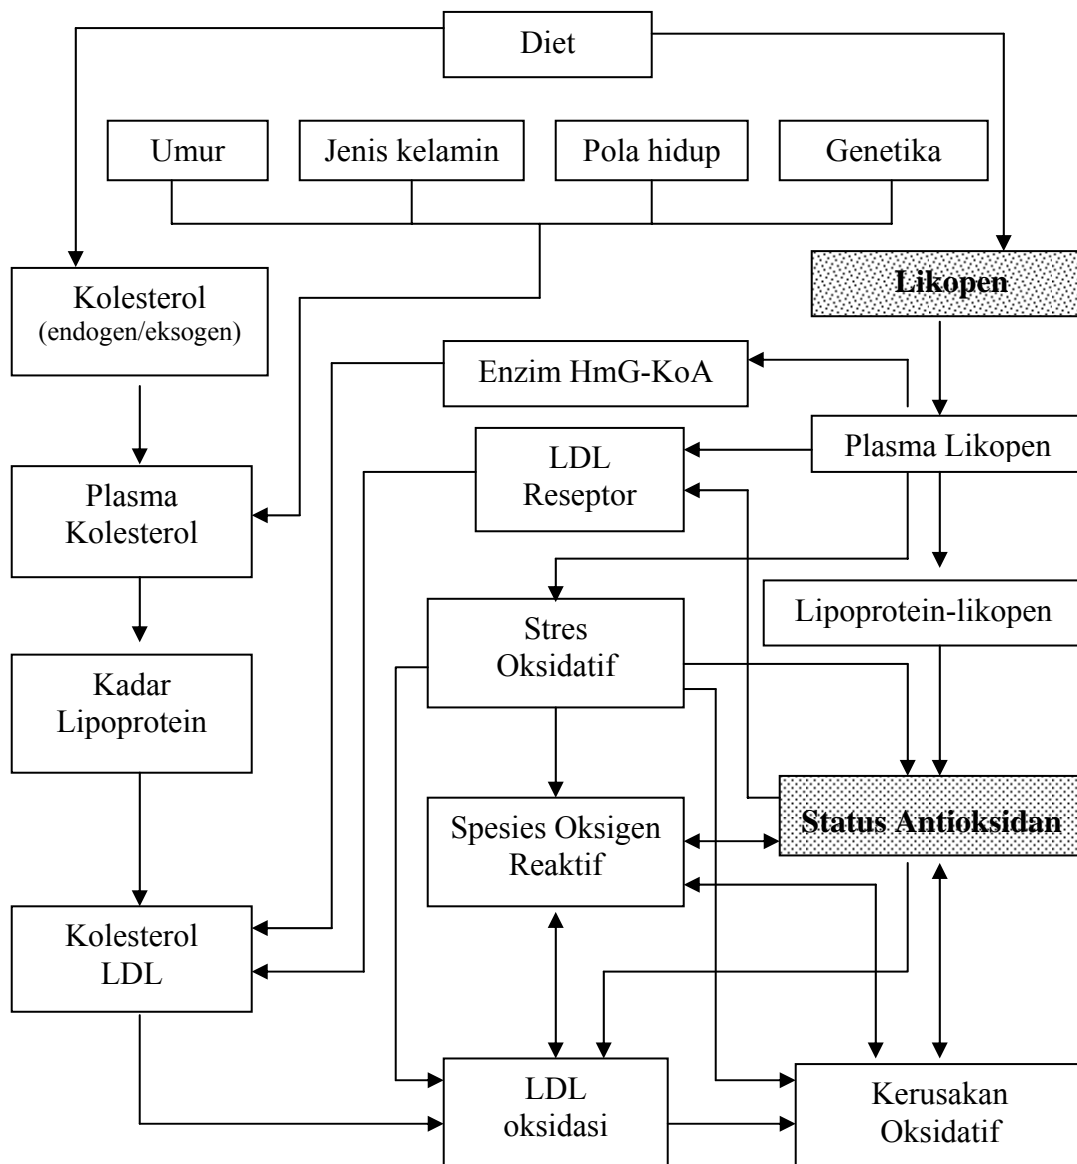 Diet
Umur
Jenis kelamin
Pola hidup
Genetika
Kolesterol
(endogen/eksogen)
Likopen
Enzim HmG-KoA
Plasma Likopen
LDL
Reseptor
Plasma
Kolesterol
Lipoprotein-likopen
Stres
Oksidatif
Kadar
Lipoprotein
Spesies Oksigen
Reaktif
Status Antioksidan
Kolesterol
LDL
LDL
oksidasi
Kerusakan
Oksidatif